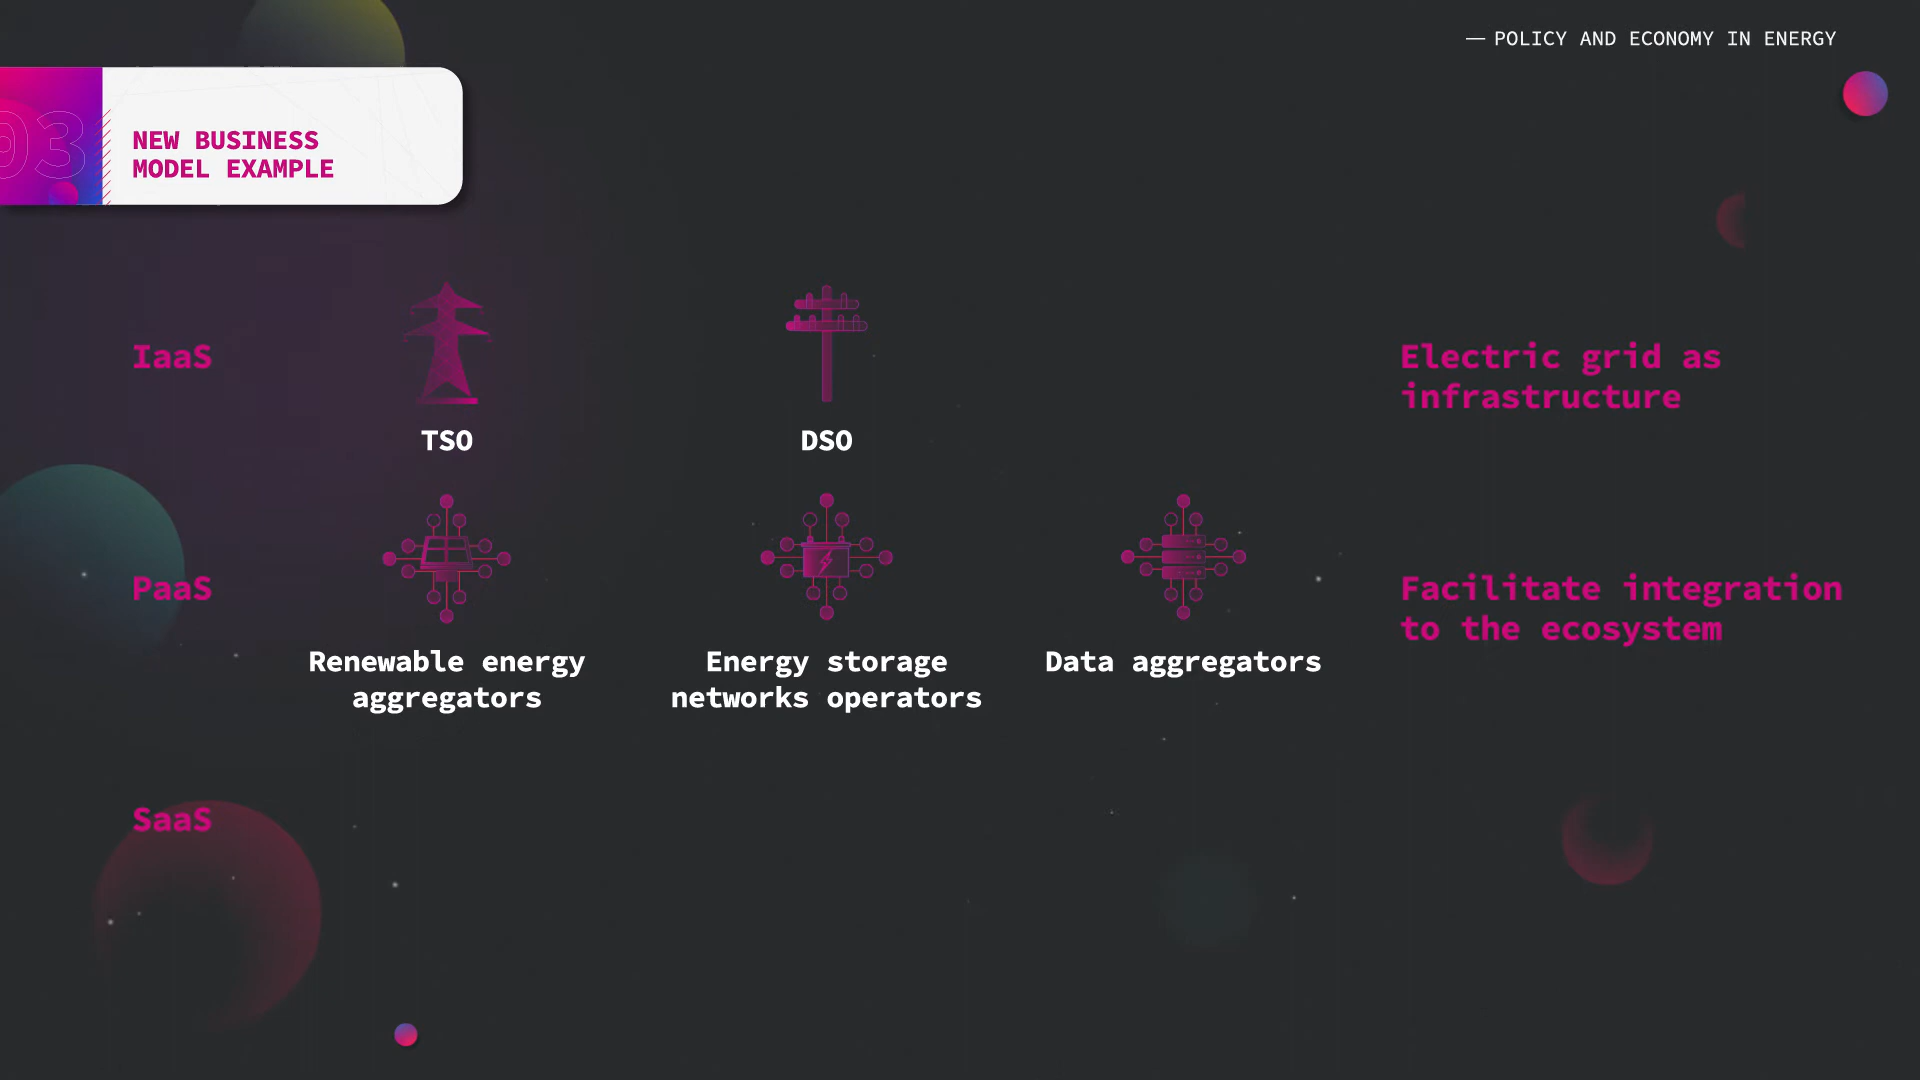 — POLICY AND ECONOMY IN ENERGY
03
NEW BUSINESS
MODEL EXAMPLE
IaaS
TSO
DSO
Electric grid as
infrastructure
PaaS
Renewable energy
aggregators
Energy storage
networks operators
Data aggregators
Facilitate integration
to the ecosystem
SaaS